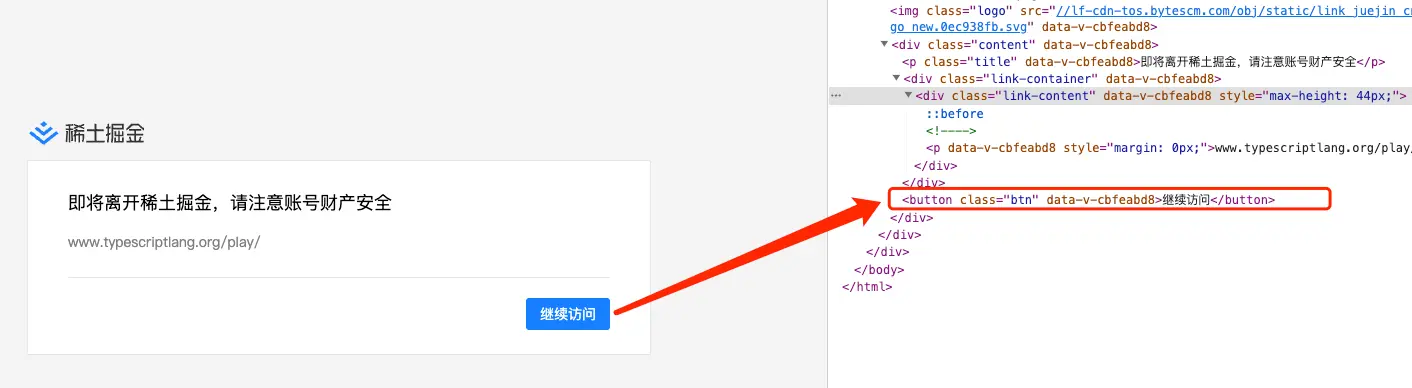 稀土掘金
即将离开稀土掘金，请注意账号财产安全
www.typescriptlang.org/play/
继续访问
<img class="logo" src="//lf-cdn-tos.bytescm.com/obj/static/link_juejin_cn
go_new.0ec938fb.svg" data-v-cbfeabd8>
▼<div class="content" data-v-cbfeabd8>
<p class="title" data-v-cbfeabd8>即将离开稀土掘金，请注意账号财产安全</p>
▼<div class="link-container" data-v-cbfeabd8>
▼<div class="link-content" data-v-cbfeabd8 style="max-height: 44px;">
::before
<!---->
<p data-v-cbfeabd8 style="margin: 0px;">www.typescriptlang.org/play/
</div>
</div>
<button class="btn" data-v-cbfeabd8>继续访问</button>
</div>
</div>
</div>
</body>
</html>